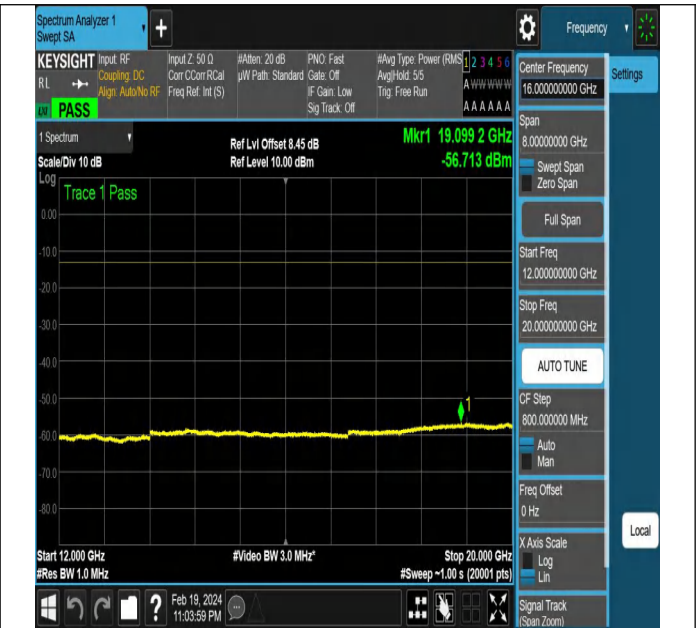 Spectrum Analyzer 1
Swept SA
+
Frequency
KEYSIGHT
RL
LXI
PASS
Input: RF
Coupling: DC
Align: Auto/No RF
Input Z: 50 Ω
Corr CCorr RCal
Freq Ref: Int (S)
#Atten: 20 dB
µW Path: Standard
PNO: Fast
Gate: Off
IF Gain: Low
Sig Track: Off
#Avg Type: Power (RMS
Avg|Hold: 5/5
Trig: Free Run
1 2 3 4 5 6
A W W W W W
A A A A A A
1 Spectrum
Scale/Div 10 dB
Ref Lvl Offset 8.45 dB
Ref Level 10.00 dBm
Mkr1 19.099 2 GHz
-56.713 dBm
Log
Trace 1 Pass
0.00
-10.0
-20.0
-30.0
-40.0
-50.0
-60.0
-70.0
-80.0
1
Start 12.000 GHz
#Res BW 1.0 MHz
#Video BW 3.0 MHz*
Stop 20.000 GHz
#Sweep ~1.00 s (20001 pts)
?
Feb 19, 2024
11:03:59 PM
Center Frequency
16.000000000 GHz
Settings
Span
8.00000000 GHz
Swept Span
Zero Span
Full Span
Start Freq
12.000000000 GHz
Stop Freq
20.000000000 GHz
AUTO TUNE
CF Step
800.000000 MHz
Auto
Man
Freq Offset
0 Hz
X Axis Scale
Log
Lin
Signal Track
(Span Zoom)
Local